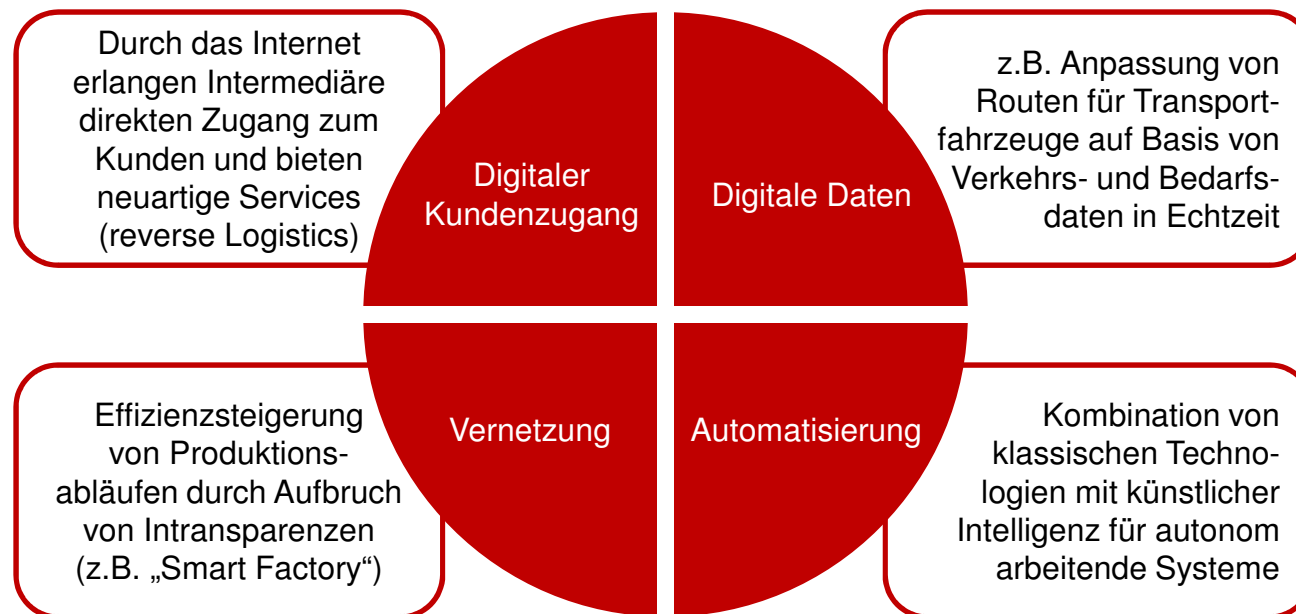 Durch das Internet
erlangen Intermediäre
direkten Zugang zum
Kunden und bieten
neuartige Services
(reverse Logistics)
Digitaler
Kundenzugang
Digitale Daten
z.B. Anpassung von
Routen für Transport-
fahrzeuge auf Basis von
Verkehrs- und Bedarfs-
daten in Echtzeit
Effizienzsteigerung
von Produktions-
abläufen durch Aufbruch
von Intransparenzen
(z.B. „Smart Factory“)
Vernetzung
Automatisierung
Kombination von
klassischen Techno-
logien mit künstlicher
Intelligenz für autonom
arbeitende Systeme